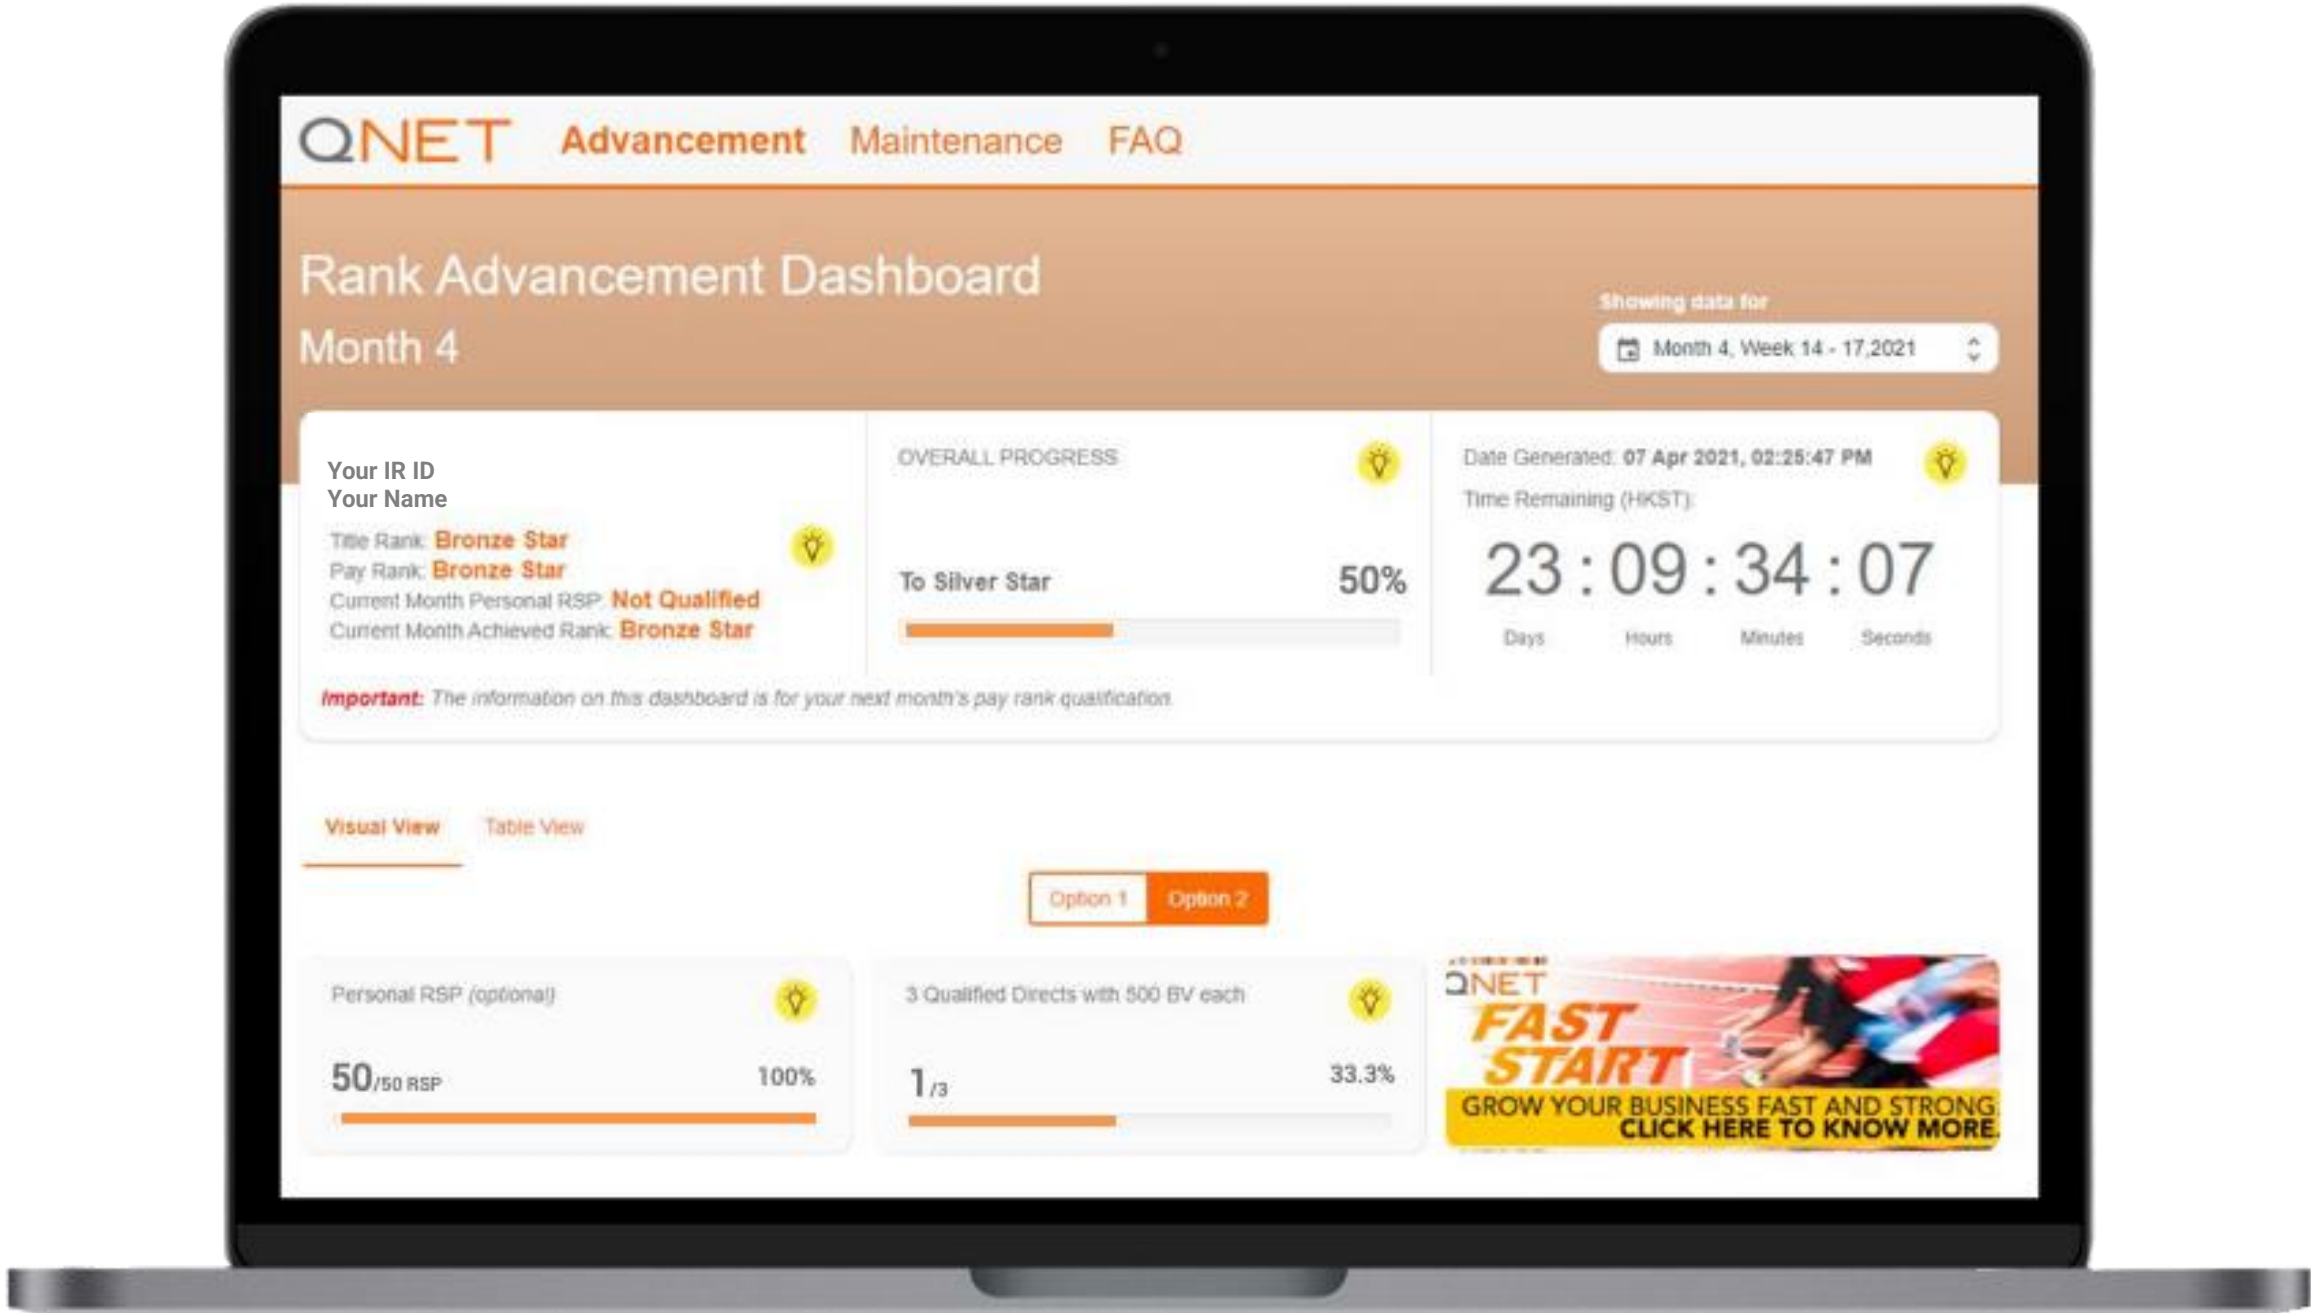 QNET Advancement Maintenance FAQ
Rank Advancement Dashboard
Month 4
Showing data for
Month 4, Week 14 - 17,2021
Your IR ID
Your Name
Title Rank: Bronze Star
Pay Rank: Bronze Star
Current Month Personal RSP: Not Qualified
Current Month Achieved Rank: Bronze Star
OVERALL PROGRESS
To Silver Star 50%
Date Generated: 07 Apr 2021, 02:25:47 PM
Time Remaining (HKST):
23 : 09 : 34 : 07
Days Hours Minutes Seconds
Important: The information on this dashboard is for your next month's pay rank qualification.
Visual View Table View
Option 1 Option 2
Personal RSP (optional)
50/50 RSP 100%
3 Qualified Directs with 500 BV each
1/3 33.3%
QNET
FAST
START
GROW YOUR BUSINESS FAST AND STRONG.
CLICK HERE TO KNOW MORE.